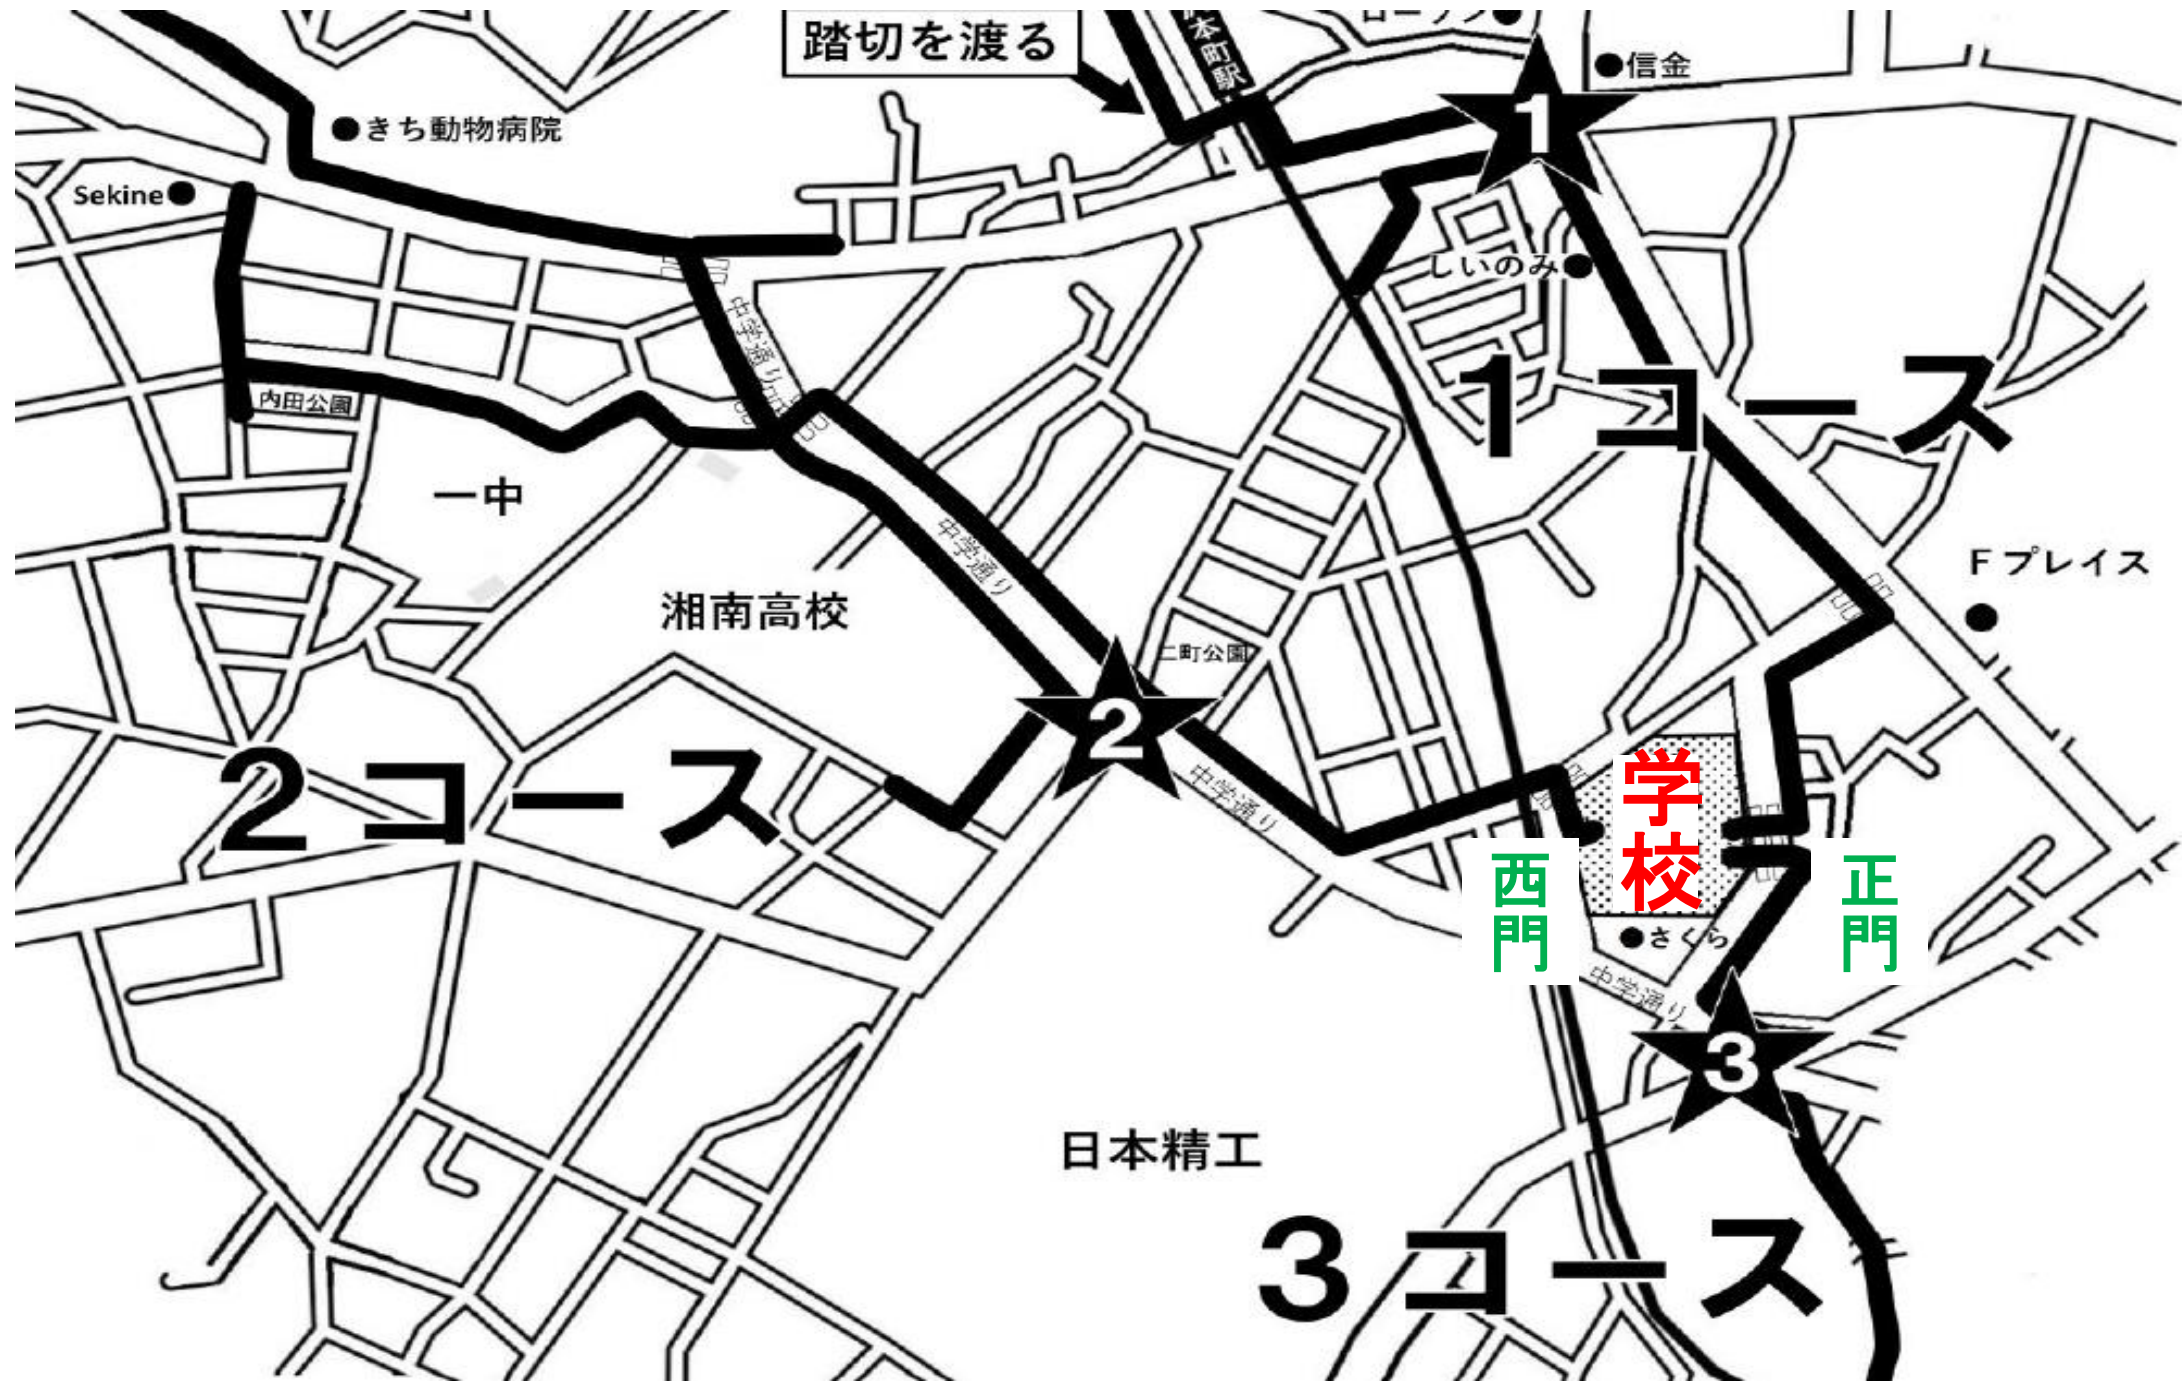 踏切を渡る
本町駅
1
●信金
●きち動物病院
Sekine●
しいのみ●
中学通り
1コース
内田公園
一中
中学通り
Fプレイス
湘南高校
二町公園
2
2コース
中学通り
学校
西門
正門
●さくら
中学通り
3
日本精工
3コース